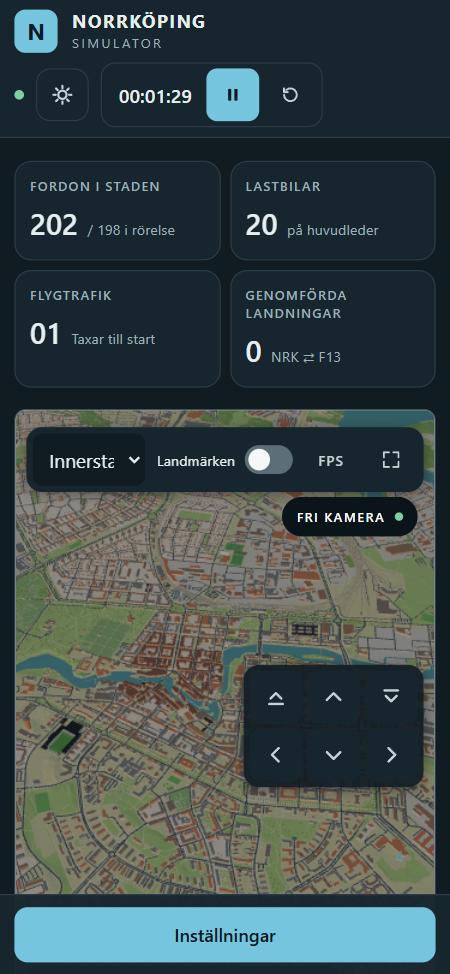 N
NORRKÖPING
SIMULATOR
00:01:29
FORDON I STADEN
202 / 198 i rörelse
LASTBILAR
20 på huvudleder
FLYGTRAFIK
01 Taxar till start
GENOMFÖRDA
LANDNINGAR
0 NRK ⇄ F13
Innersta Landmärken FPS
FRI KAMERA
Inställningar